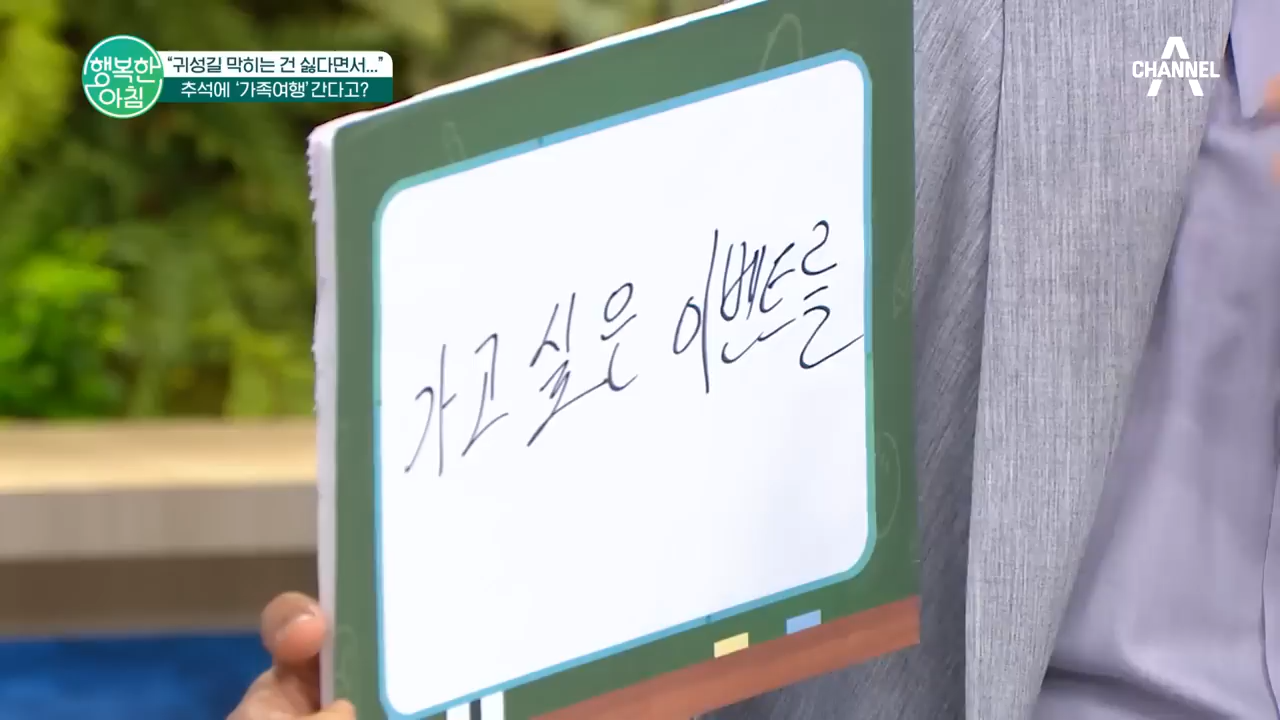 행복한
아침
“귀성길 막히는 건 싫다면서...”
추석에 ‘가족여행’ 간다고?
CHANNEL A
가고 싶은 이벤트를